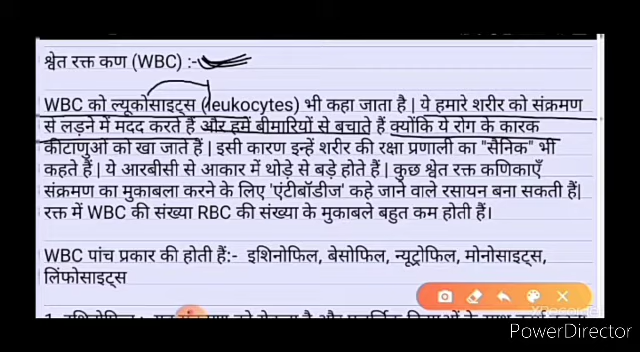 श्वेत रक्त कण (WBC) :-
WBC को ल्यूकोसाइट्स (leukocytes) भी कहा जाता है | ये हमारे शरीर को संक्रमण
से लड़ने में मदद करते हैं और हमें बीमारियों से बचाते हैं क्योंकि ये रोग के कारक
कीटाणुओं को खा जाते हैं | इसी कारण इन्हें शरीर की रक्षा प्रणाली का "सैनिक" भी
कहते हैं | ये आरबीसी से आकार में थोड़े से बड़े होते हैं | कुछ श्वेत रक्त कणिकाएँ
संक्रमण का मुकाबला करने के लिए 'एंटीबॉडीज' कहे जाने वाले रसायन बना सकती हैं|
रक्त में WBC की संख्या RBC की संख्या के मुकाबले बहुत कम होती हैं।
WBC पांच प्रकार की होती हैं:- इशिनोफिल, बेसोफिल, न्यूट्रोफिल, मोनोसाइट्स,
लिंफोसाइट्स
PowerDirector